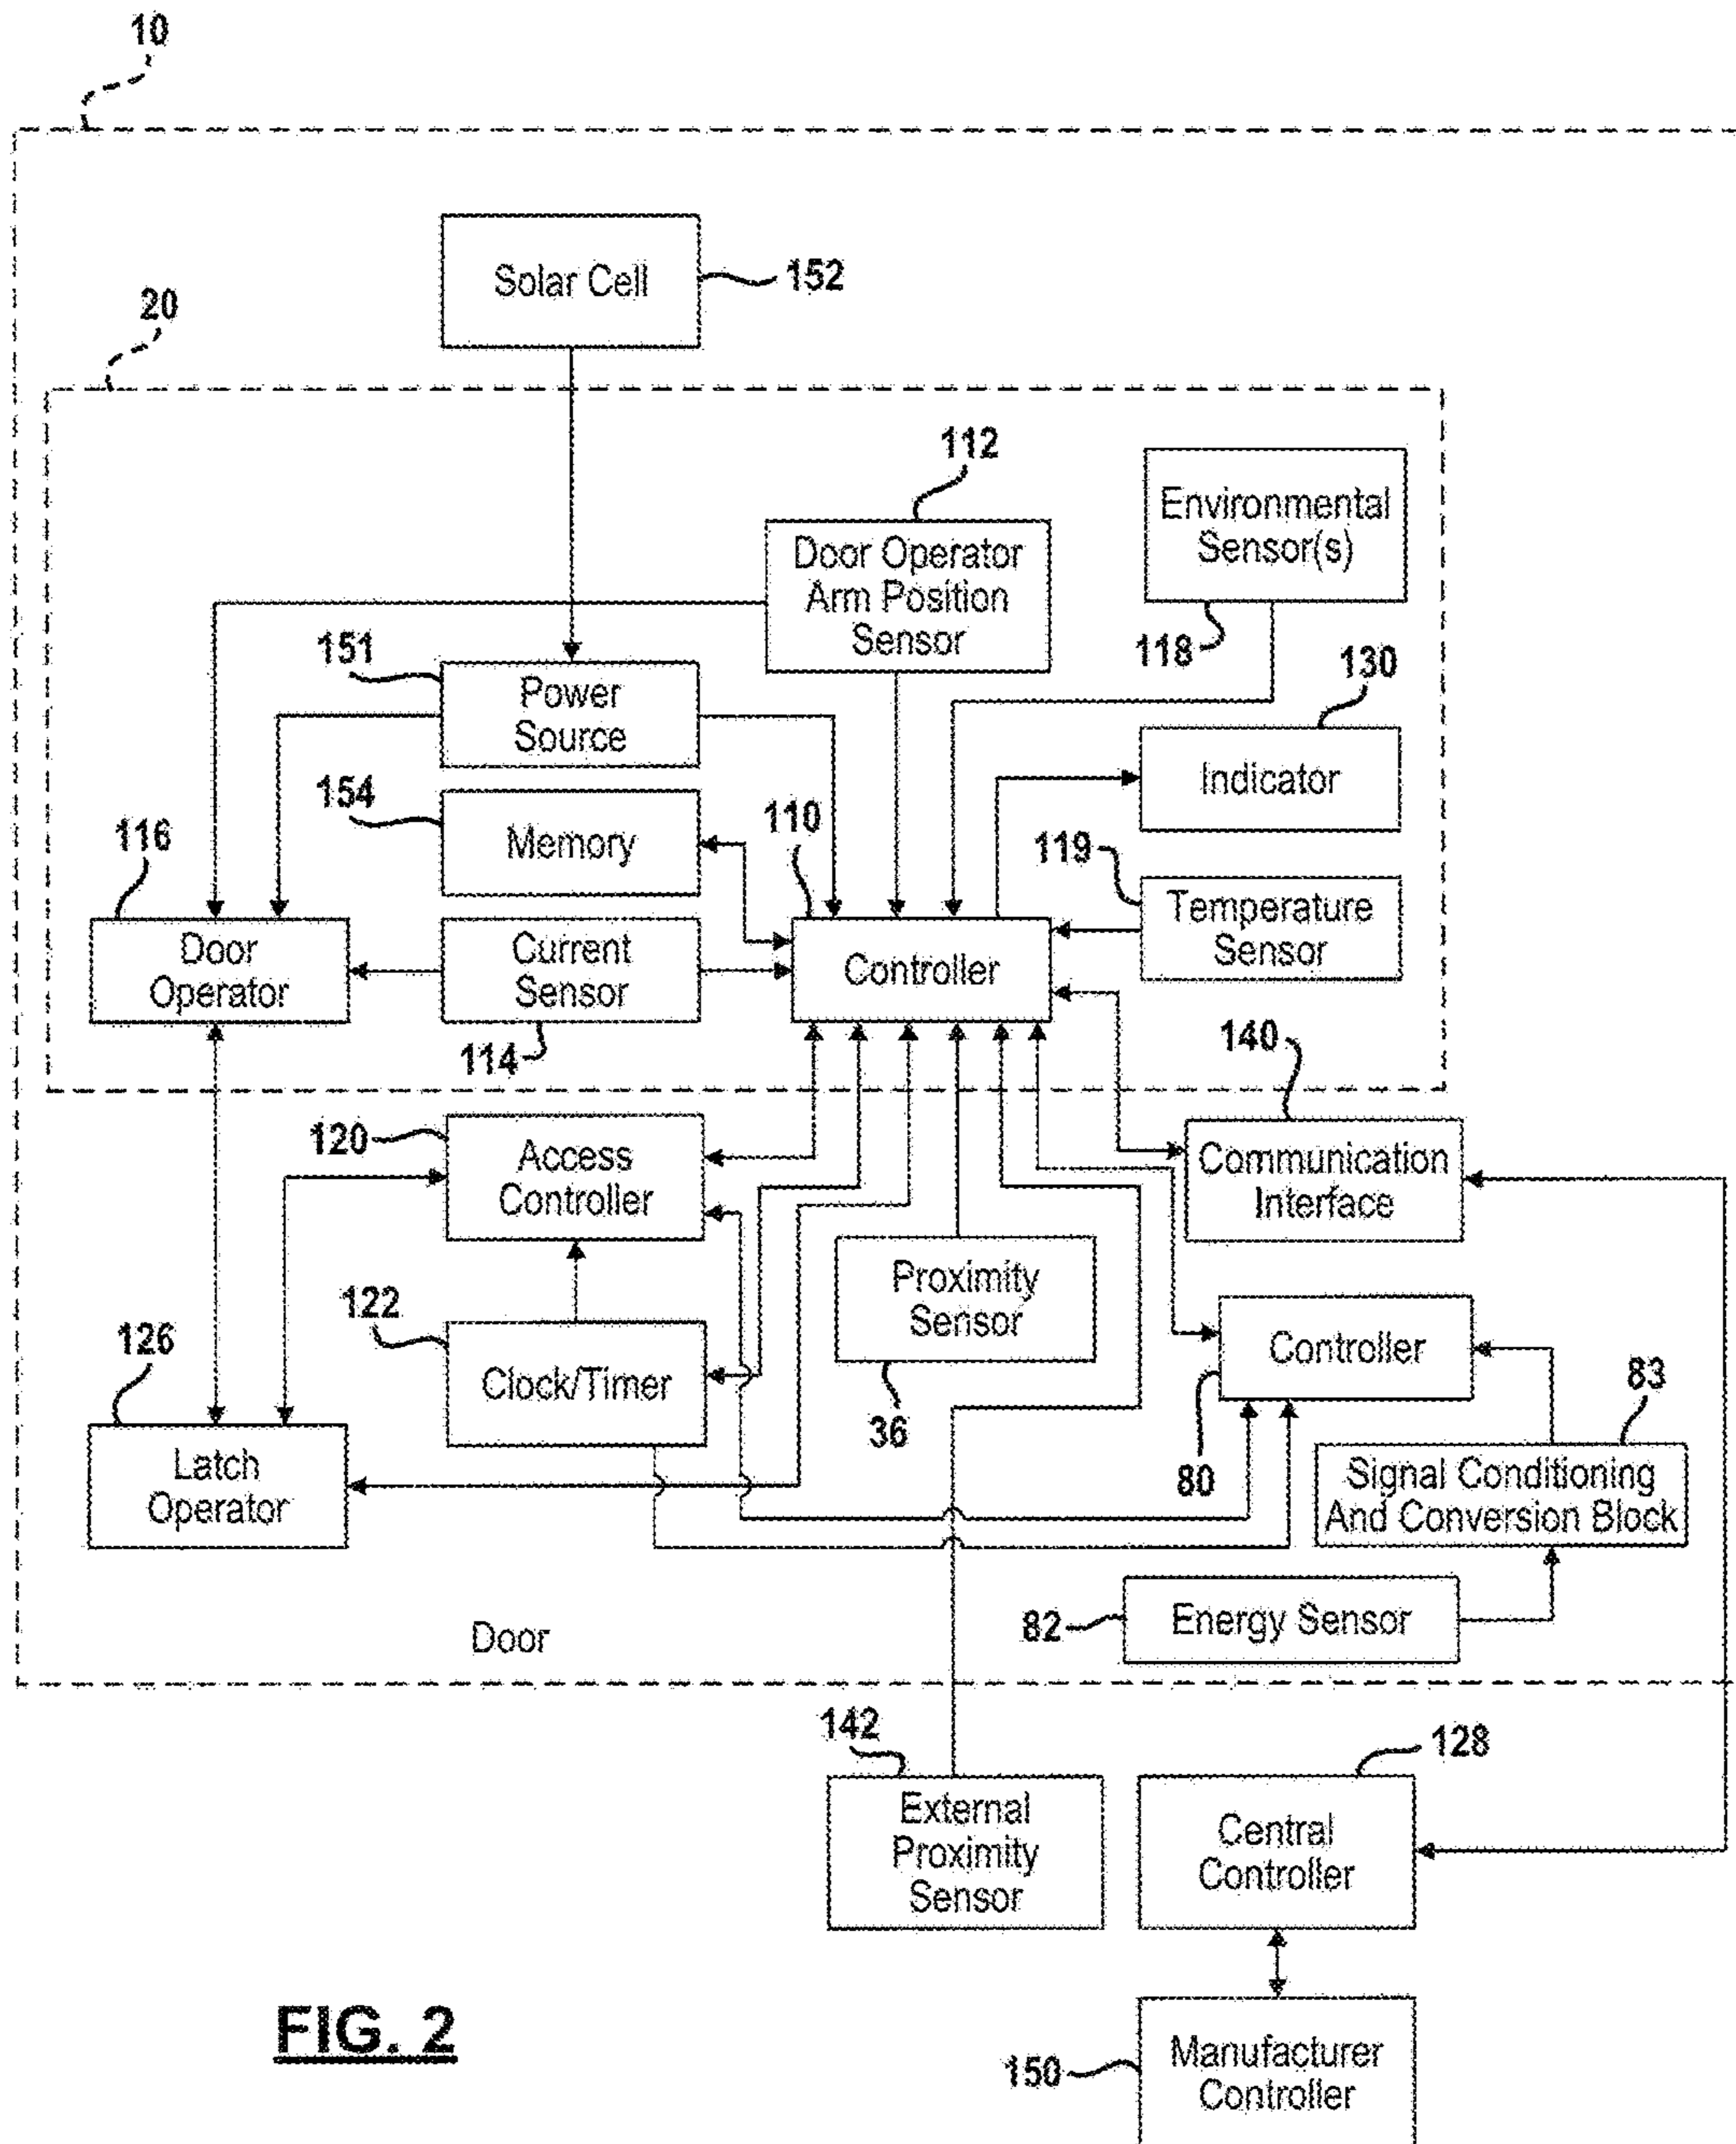 10
Solar Cell
152
20
112
Environmental
Sensor(s)
118
Door Operator
Arm Position
Sensor
151
Power
Source
130
Indicator
154
Memory
110
116
119
Temperature
Sensor
Door
Operator
Current
Sensor
Controller
114
140
120
Access
Controller
Communication
Interface
Proximity
Sensor
36
122
Clock/Timer
126
Controller
83
80
Latch
Operator
Signal Conditioning
And Conversion Block
82
Energy Sensor
Door
142
128
External
Proximity
Sensor
Central
Controller
FIG. 2
150
Manufacturer
Controller